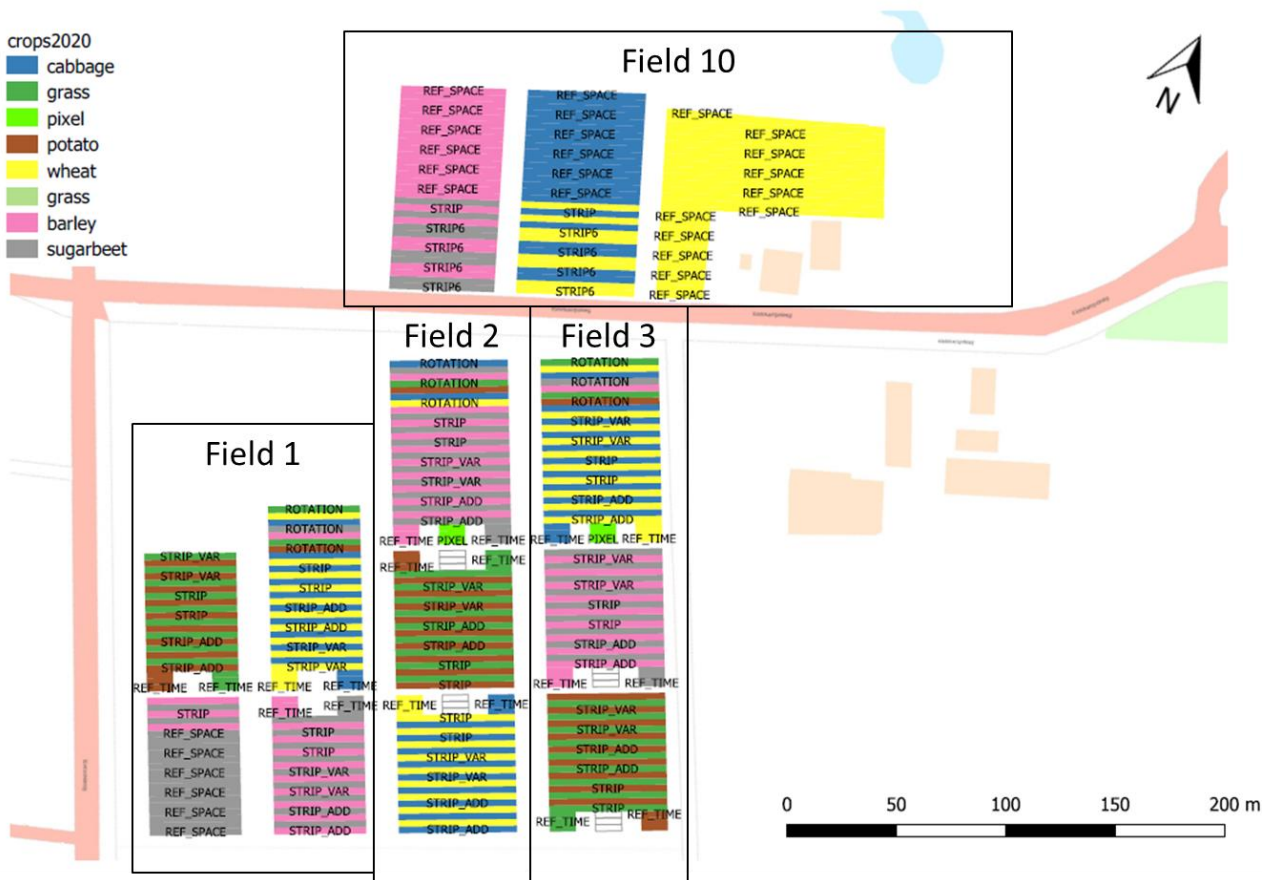 crops2020
cabbage
grass
pixel
potato
wheat
grass
barley
sugarbeet
Field 10
N
REF_SPACE
REF_SPACE
REF_SPACE
REF_SPACE
REF_SPACE
REF_SPACE
STRIP
STRIP6
STRIP6
STRIP6
STRIP6
REF_SPACE
REF_SPACE
REF_SPACE
REF_SPACE
REF_SPACE
REF_SPACE
STRIP
STRIP6
STRIP6
STRIP6
STRIP6
REF_SPACE
REF_SPACE
REF_SPACE
REF_SPACE
REF_SPACE
REF_SPACE
REF_SPACE
REF_SPACE
REF_SPACE
REF_SPACE
REF_SPACE
Field 1
STRIP_VAR
STRIP_VAR
STRIP
STRIP
STRIP_ADD
STRIP_ADD
REF_TIME REF_TIME
STRIP
REF_SPACE
REF_SPACE
REF_SPACE
REF_SPACE
REF_SPACE
REF_SPACE
ROTATION
ROTATION
ROTATION
STRIP
STRIP
STRIP_ADD
STRIP_ADD
STRIP_VAR
STRIP_VAR
REF_TIME REF_TIME
REF_TIME REF_TIME
STRIP
STRIP
STRIP_VAR
STRIP_VAR
STRIP_ADD
STRIP_ADD
Field 2
ROTATION
ROTATION
ROTATION
STRIP
STRIP
STRIP_VAR
STRIP_VAR
STRIP_ADD
STRIP_ADD
REF_TIME PIXEL REF_TIME
REF_TIME REF_TIME
STRIP_VAR
STRIP_VAR
STRIP_ADD
STRIP_ADD
STRIP
STRIP
REF_TIME REF_TIME
STRIP
STRIP
STRIP_VAR
STRIP_VAR
STRIP_ADD
STRIP_ADD
Field 3
ROTATION
ROTATION
ROTATION
STRIP_VAR
STRIP_VAR
STRIP
STRIP
STRIP_ADD
STRIP_ADD
REF_TIME PIXEL REF_TIME
STRIP_VAR
STRIP_VAR
STRIP
STRIP
STRIP_ADD
STRIP_ADD
REF_TIME REF_TIME
STRIP_VAR
STRIP_VAR
STRIP_ADD
STRIP_ADD
STRIP
STRIP
REF_TIME REF_TIME
0 50 100 150 200 m